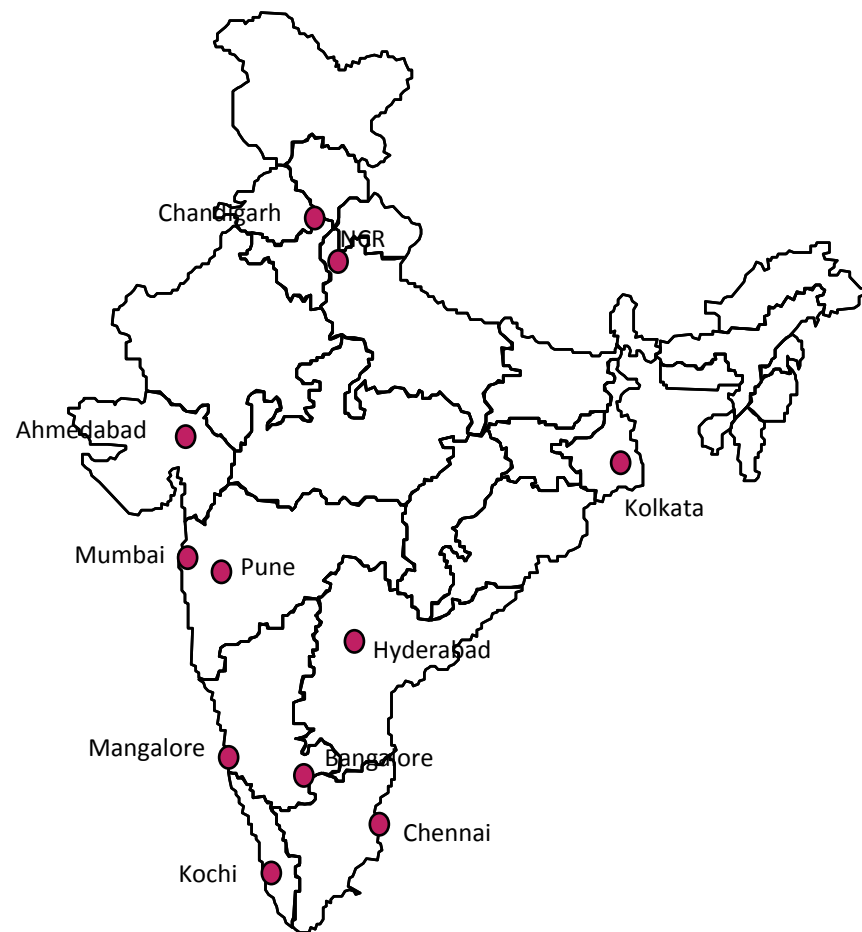 Chandigarh
NCR
Ahmedabad
Kolkata
Mumbai
Pune
Hyderabad
Mangalore
Bangalore
Chennai
Kochi